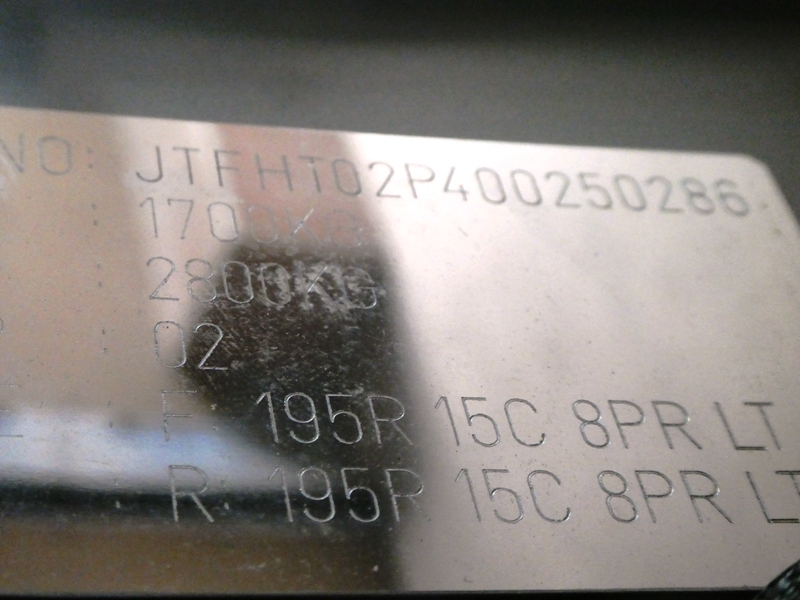 NO: JTFHT02P400250286
: 1700KG
: 2800KG
: 02
: F: 195R 15C 8PR LT
: R: 195R 15C 8PR LT